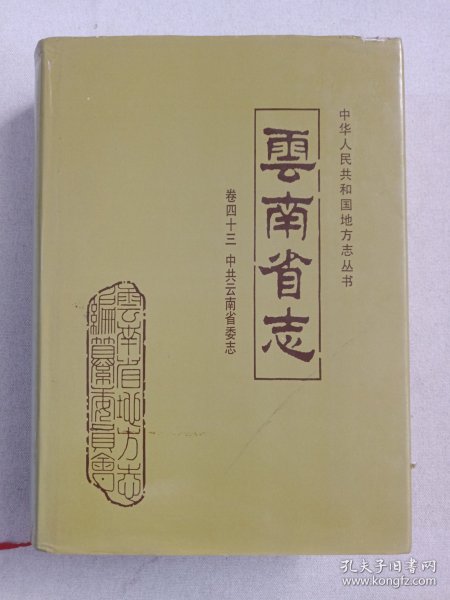 中华人民共和国地方志丛书
雲南省志
卷四十三 中共云南省委志
雲南省地方志
編纂委員會
孔夫子旧书网
www.kongfz.com